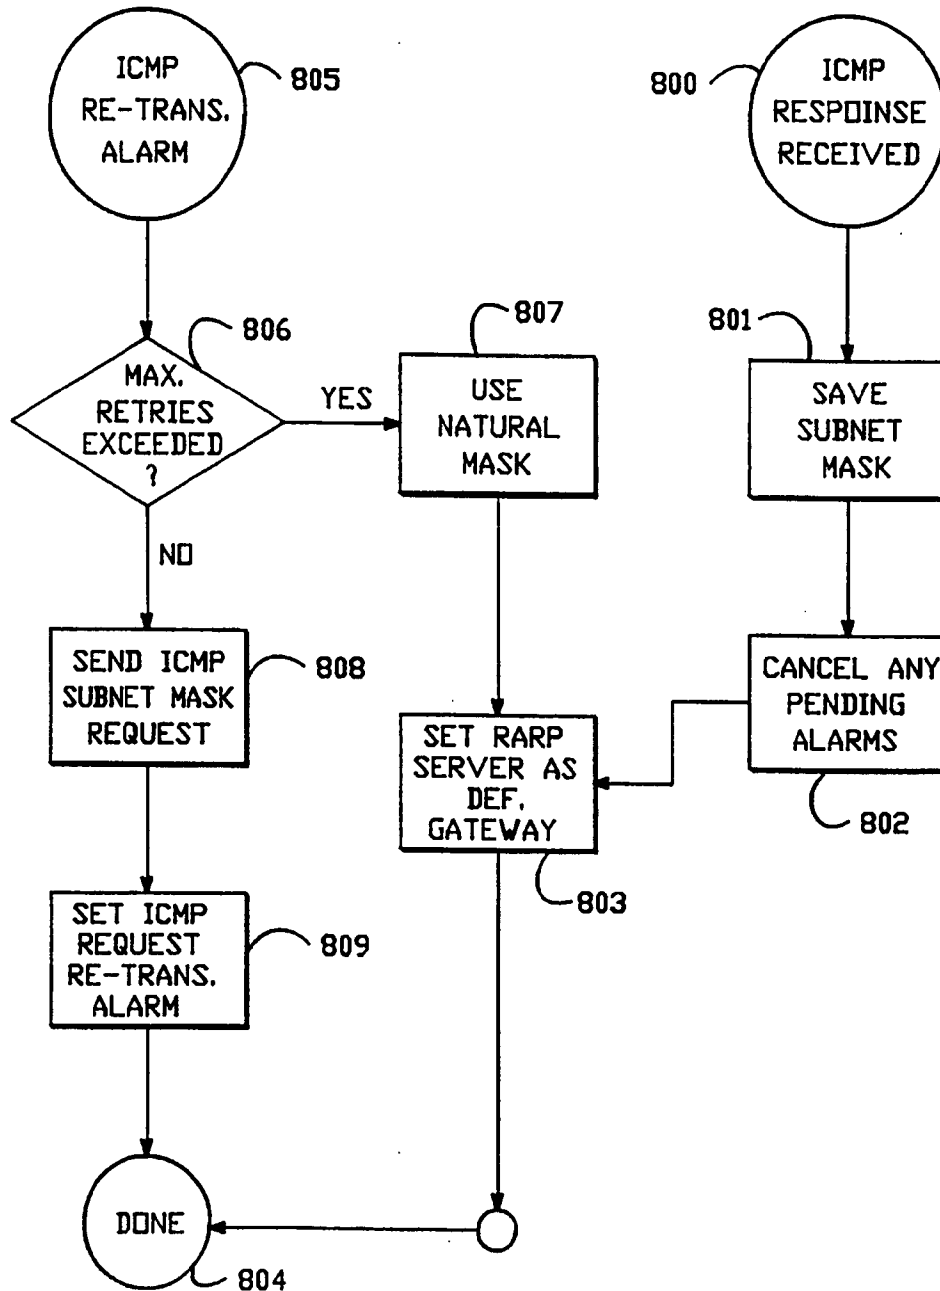 ICMP
RE-TRANS.
ALARM
805
800
ICMP
RESPOINSE
RECEIVED
806
MAX.
RETRIES
EXCEEDED
?
YES
NO
807
USE
NATURAL
MASK
801
SAVE
SUBNET
MASK
SEND ICMP
SUBNET MASK
REQUEST
808
SET RARP
SERVER AS
DEF.
GATEWAY
803
CANCEL ANY
PENDING
ALARMS
802
SET ICMP
REQUEST
RE-TRANS.
ALARM
809
DONE
804